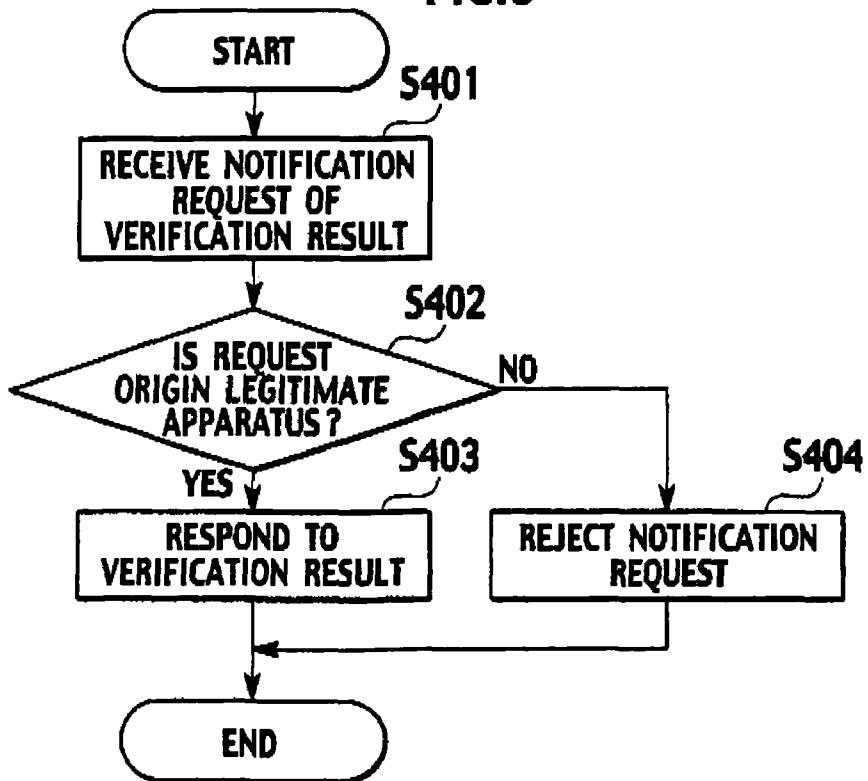 START
S401
RECEIVE NOTIFICATION
REQUEST OF
VERIFICATION RESULT
S402
IS REQUEST
ORIGIN LEGITIMATE
APPARATUS?
NO
YES
S403
RESPOND TO
VERIFICATION RESULT
S404
REJECT NOTIFICATION
REQUEST
END